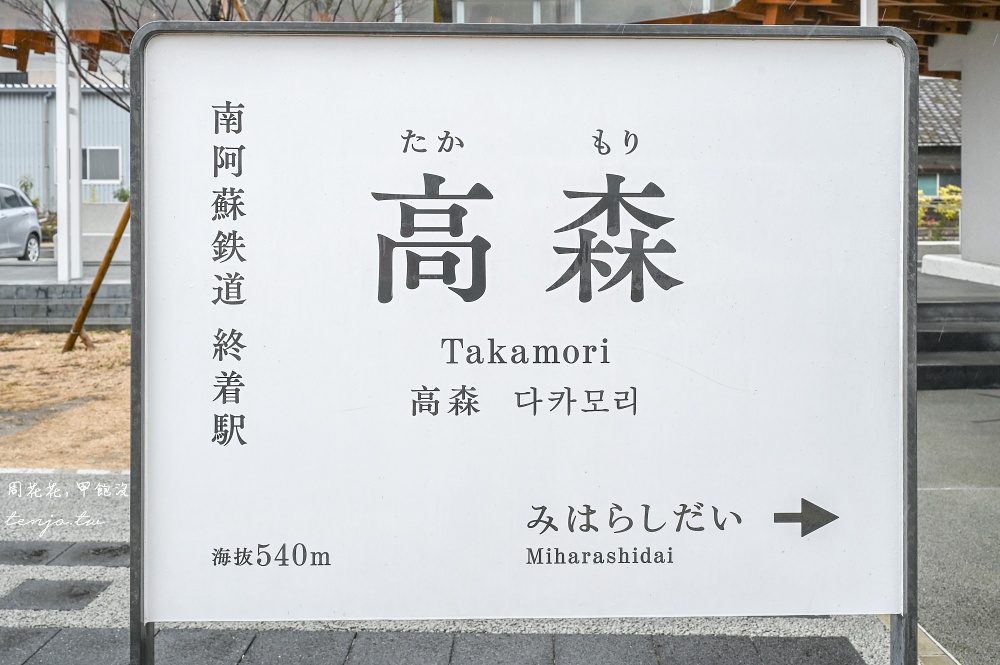 南阿蘇鉄道 終着駅
たか もり
高森
Takamori
高森 다카모리
みはらしだい →
Miharashidai
海抜540m
周花花,甲飽沒
tenjo.tw